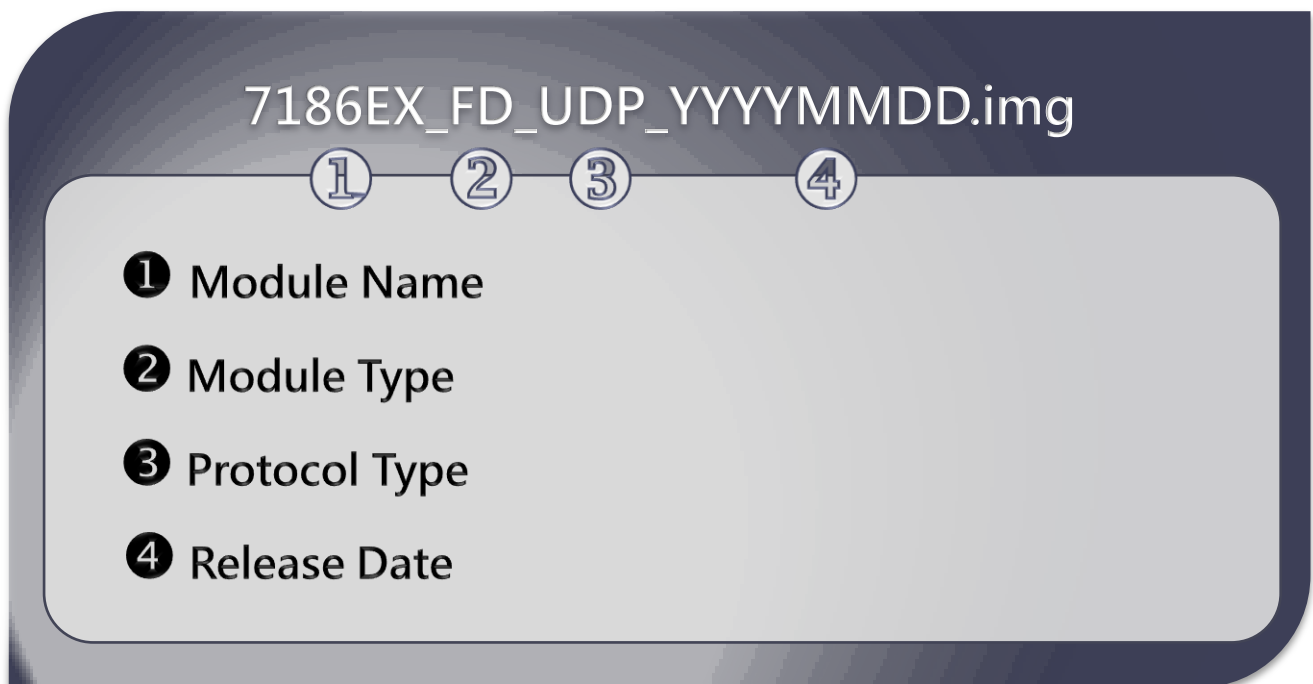 7186EX_FD_UDP_YYYYMMDD.img
① ② ③ ④
❶ Module Name
❷ Module Type
❸ Protocol Type
❹ Release Date